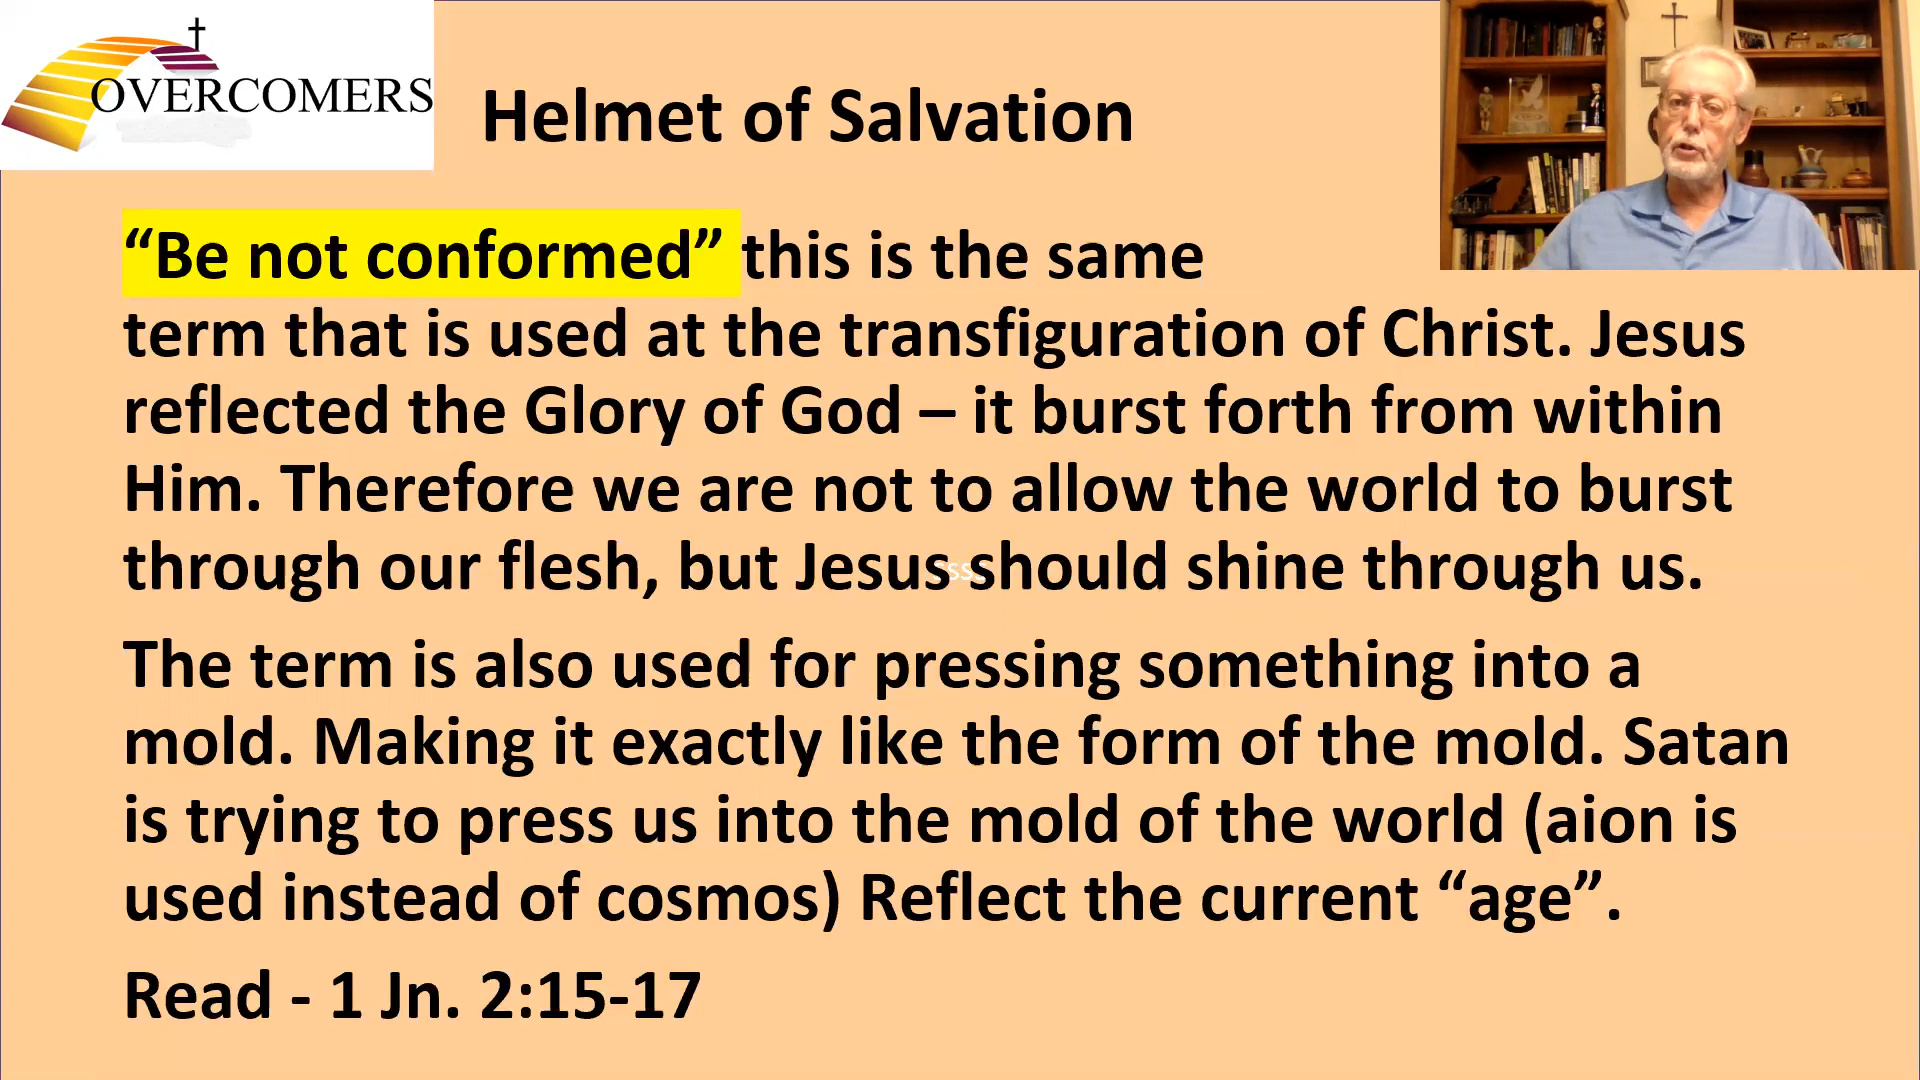 OVERCOMERS
Helmet of Salvation
“Be not conformed” this is the same
term that is used at the transfiguration of Christ. Jesus
reflected the Glory of God – it burst forth from within
Him. Therefore we are not to allow the world to burst
through our flesh, but Jesus should shine through us.
The term is also used for pressing something into a
mold. Making it exactly like the form of the mold. Satan
is trying to press us into the mold of the world (aion is
used instead of cosmos) Reflect the current “age”.
Read - 1 Jn. 2:15-17